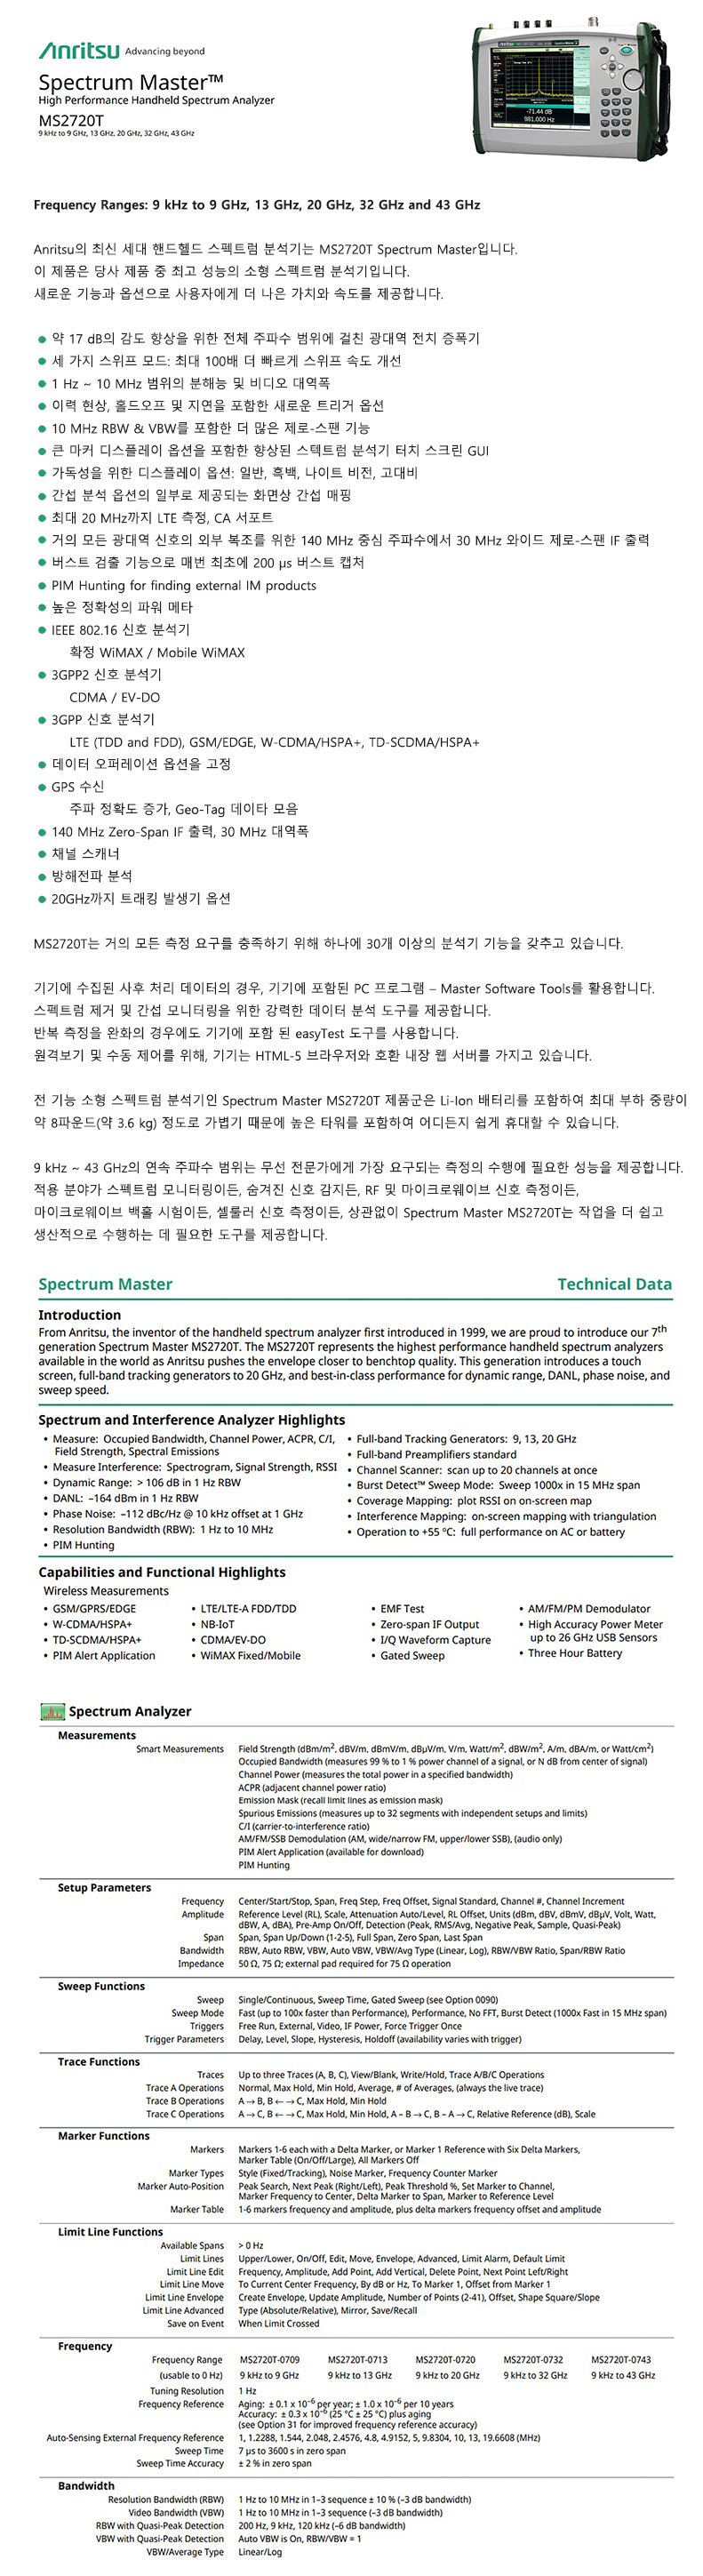 Anritsu Advancing beyond
Spectrum Master™
High Performance Handheld Spectrum Analyzer
MS2720T
9 kHz to 9 GHz, 13 GHz, 20 GHz, 32 GHz, 43 GHz
-71.44 dB
981.000 Hz
Frequency Ranges: 9 kHz to 9 GHz, 13 GHz, 20 GHz, 32 GHz and 43 GHz
Anritsu의 최신 세대 핸드헬드 스펙트럼 분석기는 MS2720T Spectrum Master입니다.
이 제품은 당사 제품 중 최고 성능의 소형 스펙트럼 분석기입니다.
새로운 기능과 옵션으로 사용자에게 더 나은 가치와 속도를 제공합니다.
● 약 17 dB의 감도 향상을 위한 전체 주파수 범위에 걸친 광대역 전치 증폭기
● 세 가지 스위프 모드: 최대 100배 더 빠르게 스위프 속도 개선
● 1 Hz ~ 10 MHz 범위의 분해능 및 비디오 대역폭
● 이력 현상, 홀드오프 및 지연을 포함한 새로운 트리거 옵션
● 10 MHz RBW & VBW를 포함한 더 많은 제로-스팬 기능
● 큰 마커 디스플레이 옵션을 포함한 향상된 스텍트럼 분석기 터치 스크린 GUI
● 가독성을 위한 디스플레이 옵션: 일반, 흑백, 나이트 비전, 고대비
● 간섭 분석 옵션의 일부로 제공되는 화면상 간섭 매핑
● 최대 20 MHz까지 LTE 측정, CA 서포트
● 거의 모든 광대역 신호의 외부 복조를 위한 140 MHz 중심 주파수에서 30 MHz 와이드 제로-스팬 IF 출력
● 버스트 검출 기능으로 매번 최초에 200 μs 버스트 캡처
● PIM Hunting for finding external IM products
● 높은 정확성의 파워 메타
● IEEE 802.16 신호 분석기
확정 WiMAX / Mobile WiMAX
● 3GPP2 신호 분석기
CDMA / EV-DO
● 3GPP 신호 분석기
LTE (TDD and FDD), GSM/EDGE, W-CDMA/HSPA+, TD-SCDMA/HSPA+
● 데이터 오퍼레이션 옵션을 고정
● GPS 수신
주파 정확도 증가, Geo-Tag 데이타 모음
● 140 MHz Zero-Span IF 출력, 30 MHz 대역폭
● 채널 스캐너
● 방해전파 분석
● 20GHz까지 트래킹 발생기 옵션
MS2720T는 거의 모든 측정 요구를 충족하기 위해 하나에 30개 이상의 분석기 기능을 갖추고 있습니다.
기기에 수집된 사후 처리 데이터의 경우, 기기에 포함된 PC 프로그램 – Master Software Tools를 활용합니다.
스펙트럼 제거 및 간섭 모니터링을 위한 강력한 데이터 분석 도구를 제공합니다.
반복 측정을 완화의 경우에도 기기에 포함 된 easyTest 도구를 사용합니다.
원격보기 및 수동 제어를 위해, 기기는 HTML-5 브라우저와 호환 내장 웹 서버를 가지고 있습니다.
전 기능 소형 스펙트럼 분석기인 Spectrum Master MS2720T 제품군은 Li-Ion 배터리를 포함하여 최대 부하 중량이
약 8파운드(약 3.6 kg) 정도로 가볍기 때문에 높은 타워를 포함하여 어디든지 쉽게 휴대할 수 있습니다.
9 kHz ~ 43 GHz의 연속 주파수 범위는 무선 전문가에게 가장 요구되는 측정의 수행에 필요한 성능을 제공합니다.
적용 분야가 스펙트럼 모니터링이든, 숨겨진 신호 감지든, RF 및 마이크로웨이브 신호 측정이든,
마이크로웨이브 백홀 시험이든, 셀룰러 신호 측정이든, 상관없이 Spectrum Master MS2720T는 작업을 더 쉽고
생산적으로 수행하는 데 필요한 도구를 제공합니다.
Spectrum Master Technical Data
Introduction
From Anritsu, the inventor of the handheld spectrum analyzer first introduced in 1999, we are proud to introduce our 7th
generation Spectrum Master MS2720T. The MS2720T represents the highest performance handheld spectrum analyzers
available in the world as Anritsu pushes the envelope closer to benchtop quality. This generation introduces a touch
screen, full-band tracking generators to 20 GHz, and best-in-class performance for dynamic range, DANL, phase noise, and
sweep speed.
Spectrum and Interference Analyzer Highlights
• Measure: Occupied Bandwidth, Channel Power, ACPR, C/I,
Field Strength, Spectral Emissions
• Measure Interference: Spectrogram, Signal Strength, RSSI
• Dynamic Range: > 106 dB in 1 Hz RBW
• DANL: –164 dBm in 1 Hz RBW
• Phase Noise: –112 dBc/Hz @ 10 kHz offset at 1 GHz
• Resolution Bandwidth (RBW): 1 Hz to 10 MHz
• PIM Hunting
• Full-band Tracking Generators: 9, 13, 20 GHz
• Full-band Preamplifiers standard
• Channel Scanner: scan up to 20 channels at once
• Burst Detect™ Sweep Mode: Sweep 1000x in 15 MHz span
• Coverage Mapping: plot RSSI on on-screen map
• Interference Mapping: on-screen mapping with triangulation
• Operation to +55 °C: full performance on AC or battery
Capabilities and Functional Highlights
Wireless Measurements
• GSM/GPRS/EDGE
• W-CDMA/HSPA+
• TD-SCDMA/HSPA+
• PIM Alert Application
• LTE/LTE-A FDD/TDD
• NB-IoT
• CDMA/EV-DO
• WiMAX Fixed/Mobile
• EMF Test
• Zero-span IF Output
• I/Q Waveform Capture
• Gated Sweep
• AM/FM/PM Demodulator
• High Accuracy Power Meter
up to 26 GHz USB Sensors
• Three Hour Battery
Spectrum Analyzer
Measurements
Smart Measurements Field Strength (dBm/m², dBV/m, dBmV/m, dBμV/m, V/m, Watt/m², dBW/m², A/m, dBA/m, or Watt/cm²)
Occupied Bandwidth (measures 99 % to 1 % power channel of a signal, or N dB from center of signal)
Channel Power (measures the total power in a specified bandwidth)
ACPR (adjacent channel power ratio)
Emission Mask (recall limit lines as emission mask)
Spurious Emissions (measures up to 32 segments with independent setups and limits)
C/I (carrier-to-interference ratio)
AM/FM/SSB Demodulation (AM, wide/narrow FM, upper/lower SSB), (audio only)
PIM Alert Application (available for download)
PIM Hunting
Setup Parameters
Frequency Center/Start/Stop, Span, Freq Step, Freq Offset, Signal Standard, Channel #, Channel Increment
Amplitude Reference Level (RL), Scale, Attenuation Auto/Level, RL Offset, Units (dBm, dBV, dBmV, dBμV, Volt, Watt,
dBW, A, dBA), Pre-Amp On/Off, Detection (Peak, RMS/Avg, Negative Peak, Sample, Quasi-Peak)
Span Span, Span Up/Down (1-2-5), Full Span, Zero Span, Last Span
Bandwidth RBW, Auto RBW, VBW, Auto VBW, VBW/Avg Type (Linear, Log), RBW/VBW Ratio, Span/RBW Ratio
Impedance 50 Ω, 75 Ω; external pad required for 75 Ω operation
Sweep Functions
Sweep Single/Continuous, Sweep Time, Gated Sweep (see Option 0090)
Sweep Mode Fast (up to 100x faster than Performance), Performance, No FFT, Burst Detect (1000x Fast in 15 MHz span)
Triggers Free Run, External, Video, IF Power, Force Trigger Once
Trigger Parameters Delay, Level, Slope, Hysteresis, Holdoff (availability varies with trigger)
Trace Functions
Traces Up to three Traces (A, B, C), View/Blank, Write/Hold, Trace A/B/C Operations
Trace A Operations Normal, Max Hold, Min Hold, Average, # of Averages, (always the live trace)
Trace B Operations A → B, B ← → C, Max Hold, Min Hold
Trace C Operations A → C, B ← → C, Max Hold, Min Hold, A – B → C, B – A → C, Relative Reference (dB), Scale
Marker Functions
Markers Markers 1-6 each with a Delta Marker, or Marker 1 Reference with Six Delta Markers,
Marker Table (On/Off/Large), All Markers Off
Marker Types Style (Fixed/Tracking), Noise Marker, Frequency Counter Marker
Marker Auto-Position Peak Search, Next Peak (Right/Left), Peak Threshold %, Set Marker to Channel,
Marker Frequency to Center, Delta Marker to Span, Marker to Reference Level
Marker Table 1-6 markers frequency and amplitude, plus delta markers frequency offset and amplitude
Limit Line Functions
Available Spans > 0 Hz
Limit Lines Upper/Lower, On/Off, Edit, Move, Envelope, Advanced, Limit Alarm, Default Limit
Limit Line Edit Frequency, Amplitude, Add Point, Add Vertical, Delete Point, Next Point Left/Right
Limit Line Move To Current Center Frequency, By dB or Hz, To Marker 1, Offset from Marker 1
Limit Line Envelope Create Envelope, Update Amplitude, Number of Points (2-41), Offset, Shape Square/Slope
Limit Line Advanced Type (Absolute/Relative), Mirror, Save/Recall
Save on Event When Limit Crossed
Frequency
Frequency Range MS2720T-0709 MS2720T-0713 MS2720T-0720 MS2720T-0732 MS2720T-0743
(usable to 0 Hz) 9 kHz to 9 GHz 9 kHz to 13 GHz 9 kHz to 20 GHz 9 kHz to 32 GHz 9 kHz to 43 GHz
Tuning Resolution 1 Hz
Frequency Reference Aging: ± 0.1 x 10⁻⁶ per year; ± 1.0 x 10⁻⁶ per 10 years
Accuracy: ± 0.3 x 10⁻⁶ (25 °C ± 25 °C) plus aging
(see Option 31 for improved frequency reference accuracy)
Auto-Sensing External Frequency Reference 1, 1.2288, 1.544, 2.048, 2.4576, 4.8, 4.9152, 5, 9.8304, 10, 13, 19.6608 (MHz)
Sweep Time 7 μs to 3600 s in zero span
Sweep Time Accuracy ± 2 % in zero span
Bandwidth
Resolution Bandwidth (RBW) 1 Hz to 10 MHz in 1–3 sequence ± 10 % (–3 dB bandwidth)
Video Bandwidth (VBW) 1 Hz to 10 MHz in 1–3 sequence (–3 dB bandwidth)
RBW with Quasi-Peak Detection 200 Hz, 9 kHz, 120 kHz (–6 dB bandwidth)
VBW with Quasi-Peak Detection Auto VBW is On, RBW/VBW = 1
VBW/Average Type Linear/Log